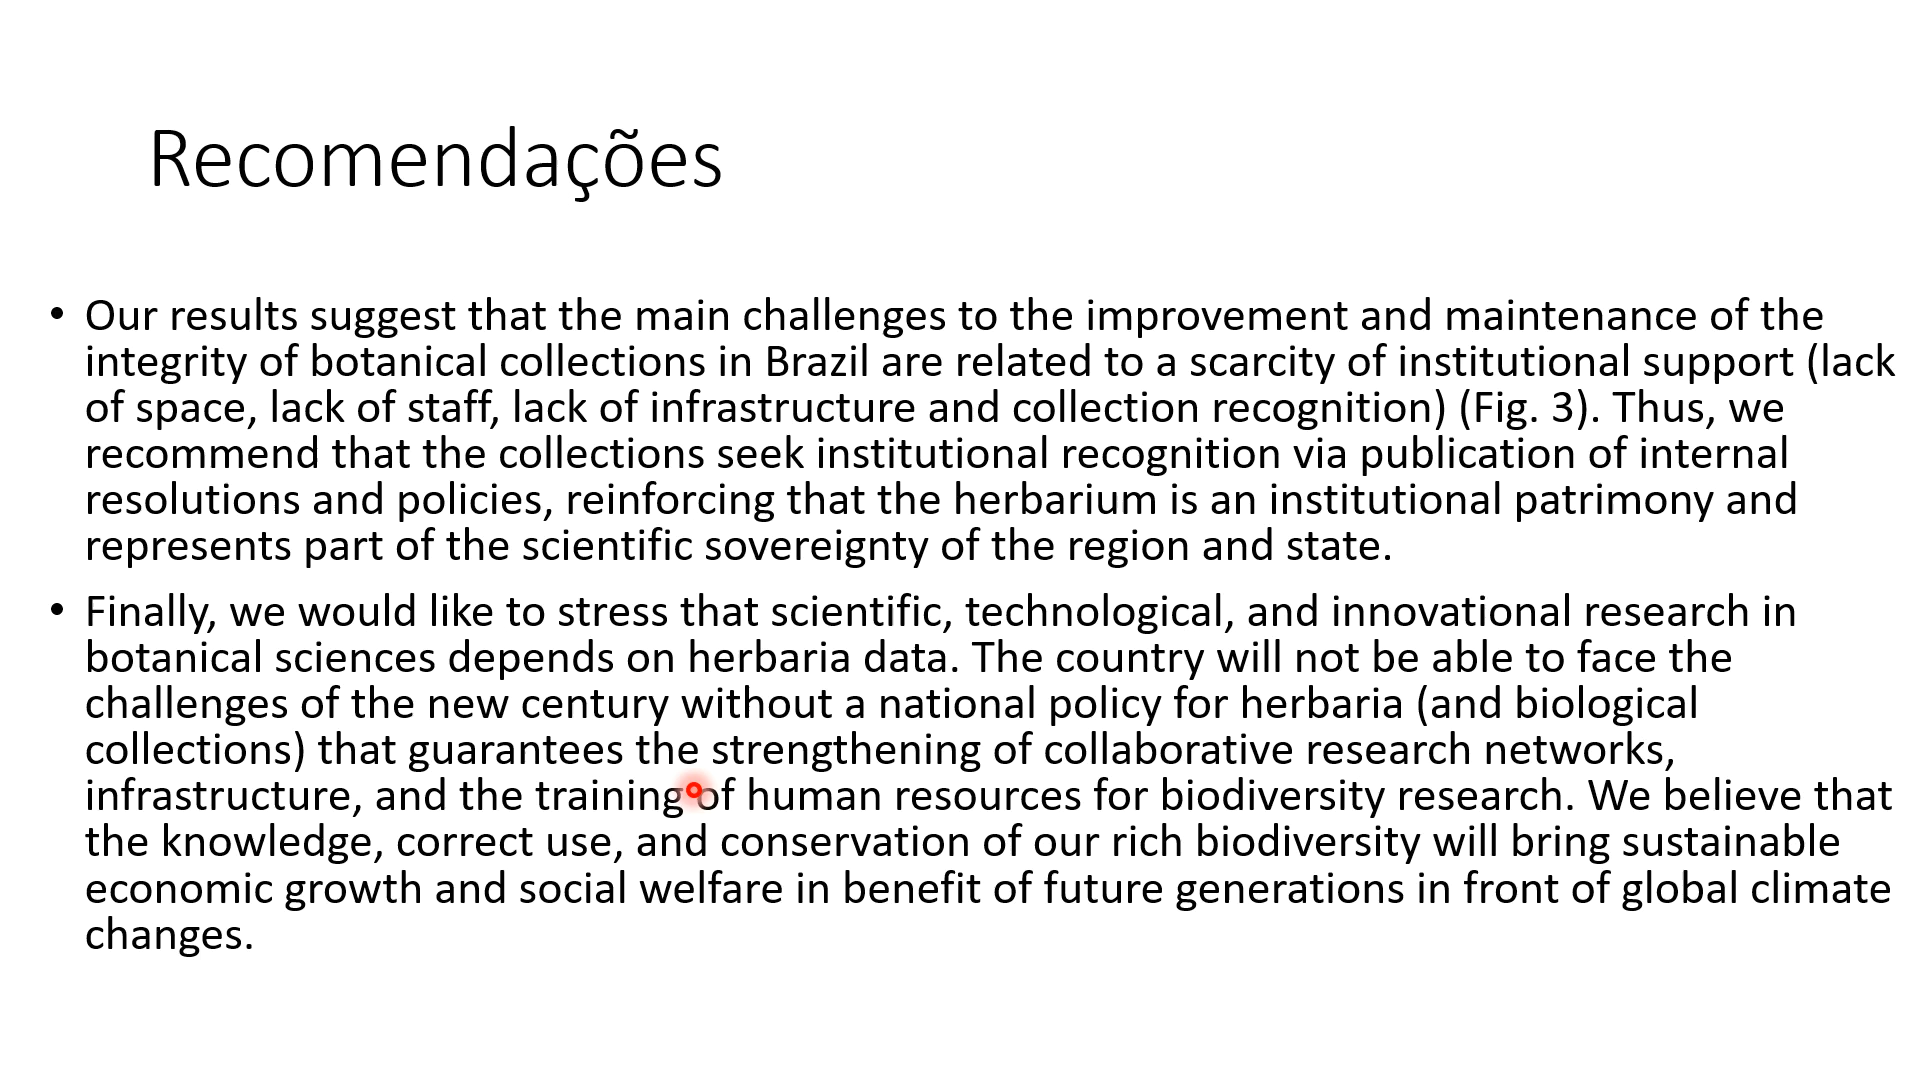 Recomendações
• Our results suggest that the main challenges to the improvement and maintenance of the
integrity of botanical collections in Brazil are related to a scarcity of institutional support (lack
of space, lack of staff, lack of infrastructure and collection recognition) (Fig. 3). Thus, we
recommend that the collections seek institutional recognition via publication of internal
resolutions and policies, reinforcing that the herbarium is an institutional patrimony and
represents part of the scientific sovereignty of the region and state.
• Finally, we would like to stress that scientific, technological, and innovational research in
botanical sciences depends on herbaria data. The country will not be able to face the
challenges of the new century without a national policy for herbaria (and biological
collections) that guarantees the strengthening of collaborative research networks,
infrastructure, and the training of human resources for biodiversity research. We believe that
the knowledge, correct use, and conservation of our rich biodiversity will bring sustainable
economic growth and social welfare in benefit of future generations in front of global climate
changes.